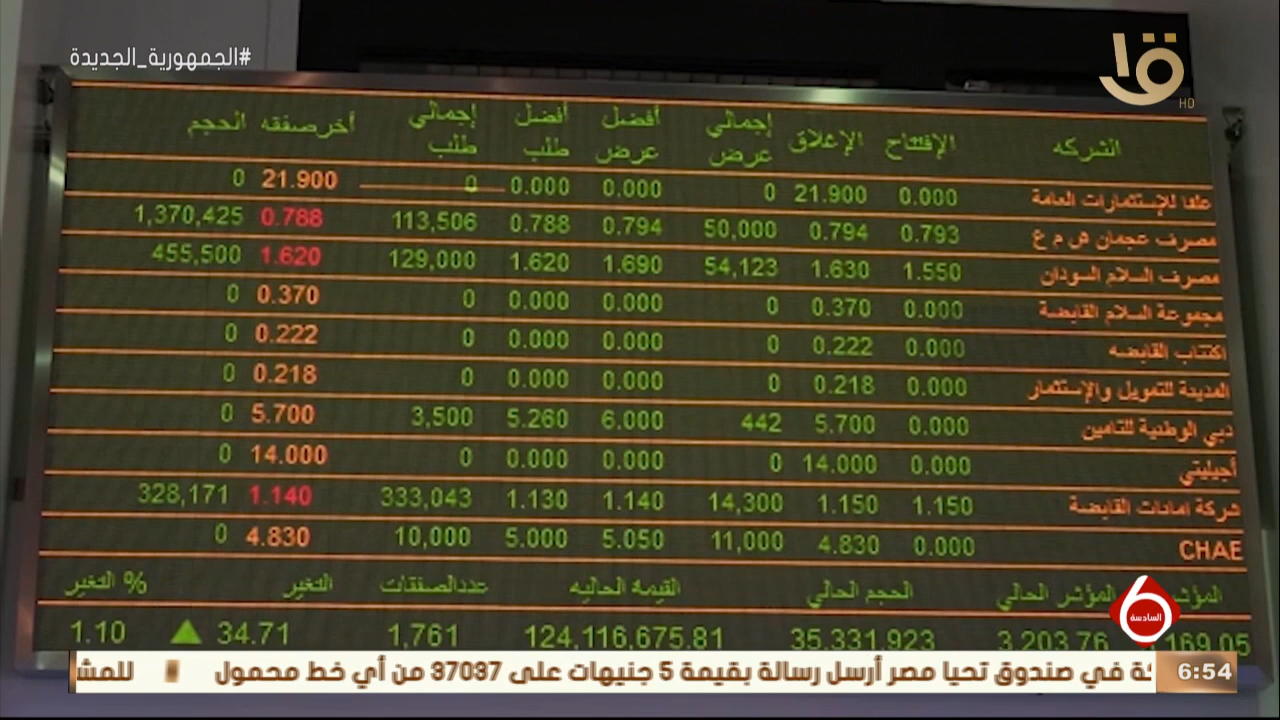 #الجمهورية_الجديدة
HD
الشركه الإفتتاح الإغلاق إجمالي عرض أفضل عرض أفضل طلب إجمالي طلب أخرصفقه الحجم
للإستثمارات العامة 0.000 21.900 0 0.000 0.000 0 21.900 0
مصرف عجمان ش م ع 0.793 0.794 50,000 0.794 0.788 113,506 0.788 1,370,425
مصرف السلام السودان 1.550 1.630 54,123 1.690 1.620 129,000 1.620 455,500
مجموعة السلام القابضة 0.000 0.370 0 0.000 0.000 0 0.370 0
اكتتاب القابضه 0.000 0.222 0 0.000 0.000 0 0.222 0
المدينة للتمويل والإستثمار 0.000 0.218 0 0.000 0.000 0 0.218 0
دبي الوطنية للتامين 0.000 5.700 442 6.000 5.260 3,500 5.700 0
أجيليتي 0.000 14.000 0 0.000 0.000 0 14.000 0
شركة امانات القابضة 1.150 1.150 14,300 1.140 1.130 333,043 1.140 328,171
CHAE 0.000 4.830 11,000 5.050 5.000 10,000 4.830 0
المؤشر الحالي الحجم الحالي القيمة الحاليه عددالصفقات التغير % التغير
169.05 3,203.76 35,331,923 124,116,675.81 1,761 34.71 ▲ 1.10
السادسة
6:54 في صندوق تحيا مصر أرسل رسالة بقيمة 5 جنيهات على 37037 من أي خط محمول